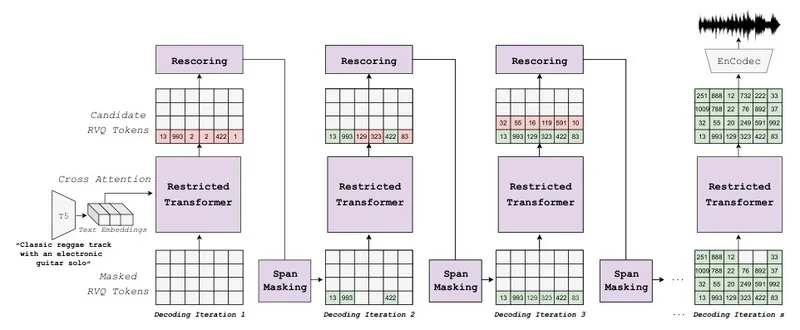 Rescoring
Rescoring
Rescoring
EnCodec
Candidate
RVQ Tokens
13 993 2 2 422 1
13 993 129 323 422 83
32 55 16 119 591 10
13 993 129 323 422 83
251 888 12 732 222 33
1009 788 22 76 892 37
32 55 20 249 591 992
13 993 129 323 422 83
Cross Attention
T5
Text Embeddings
"Classic reggae track
with an electronic
guitar solo"
Restricted
Transformer
Restricted
Transformer
Restricted
Transformer
Restricted
Transformer
Masked
RVQ Tokens
Span
Masking
Span
Masking
Span
Masking
13 993 422
13 993 129 323 422 83
251 888 12 33
1009 788 22 76 892 37
32 55 20 249 591 992
13 993 129 323 422 83
...
Decoding Iteration 1
Decoding Iteration 2
Decoding Iteration 3
... Decoding Iteration s